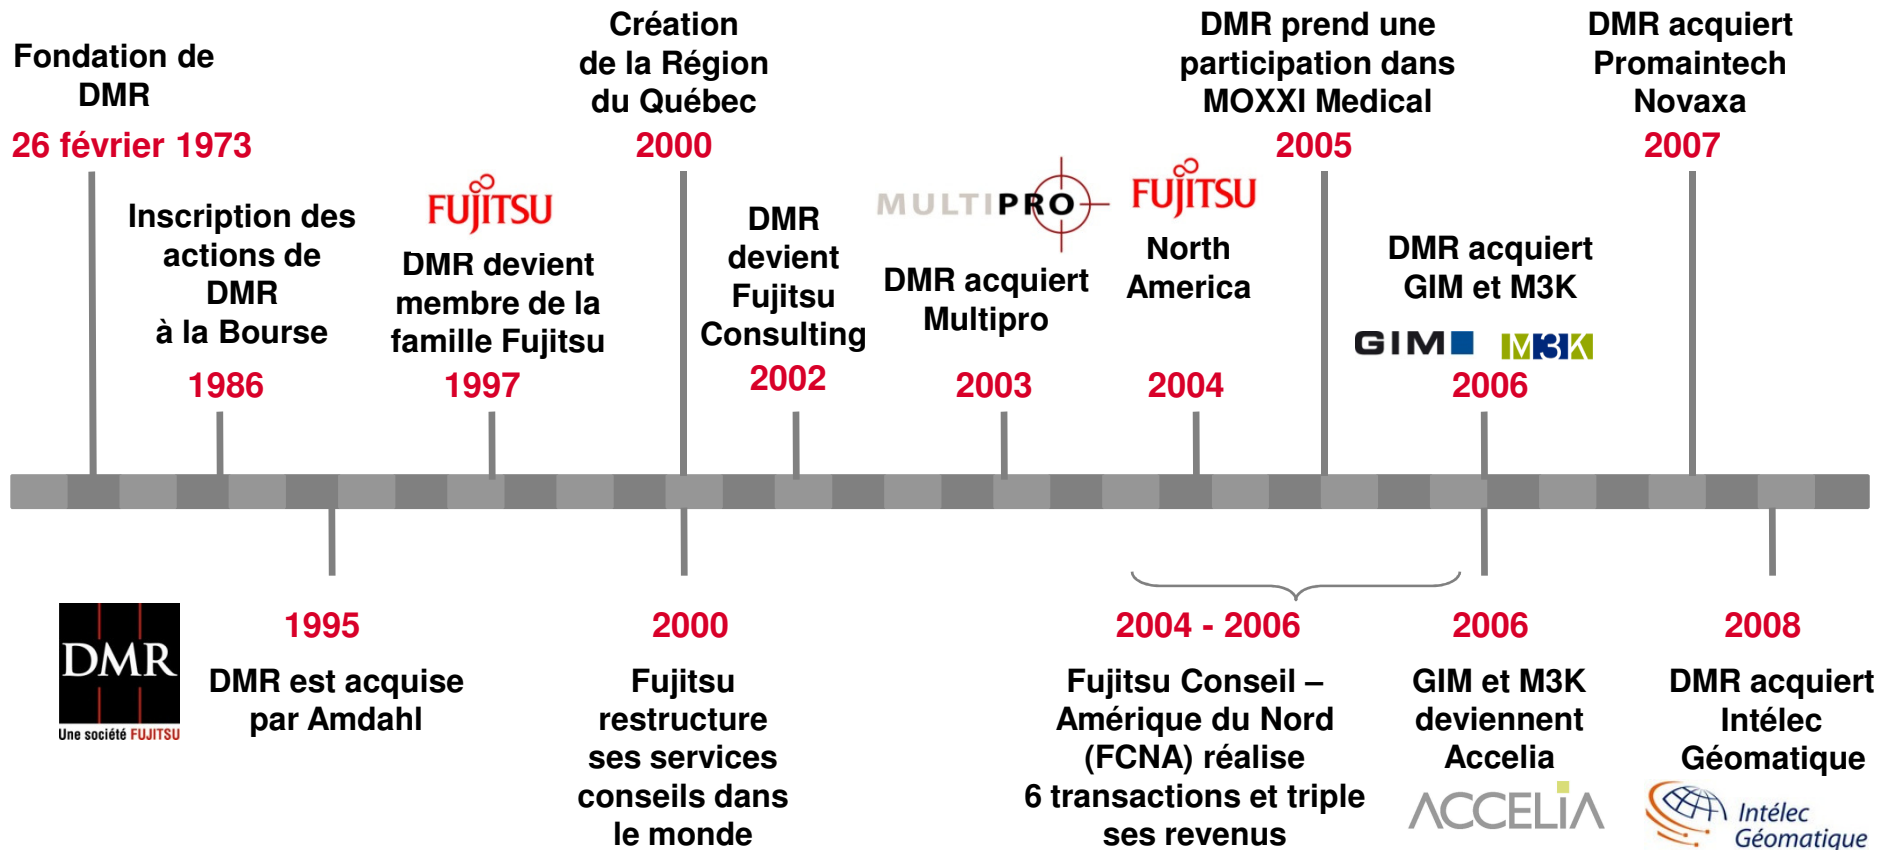 Fondation de
DMR
26 février 1973
Inscription des
actions de
DMR
à la Bourse
1986
FUJITSU
DMR devient
membre de la
famille Fujitsu
1997
Création
de la Région
du Québec
2000
DMR
devient
Fujitsu
Consulting
2002
MULTIPRO
DMR acquiert
Multipro
2003
FUJITSU
North
America
2004
DMR prend une
participation dans
MOXXI Medical
2005
DMR acquiert
GIM et M3K
GIM M3K
2006
DMR acquiert
Promaintech
Novaxa
2007
DMR
Une société FUJITSU
1995
DMR est acquise
par Amdahl
2000
Fujitsu
restructure
ses services
conseils dans
le monde
2004 - 2006
Fujitsu Conseil –
Amérique du Nord
(FCNA) réalise
6 transactions et triple
ses revenus
2006
GIM et M3K
deviennent
Accelia
ACCELiA
2008
DMR acquiert
Intélec
Géomatique
Intélec
Géomatique